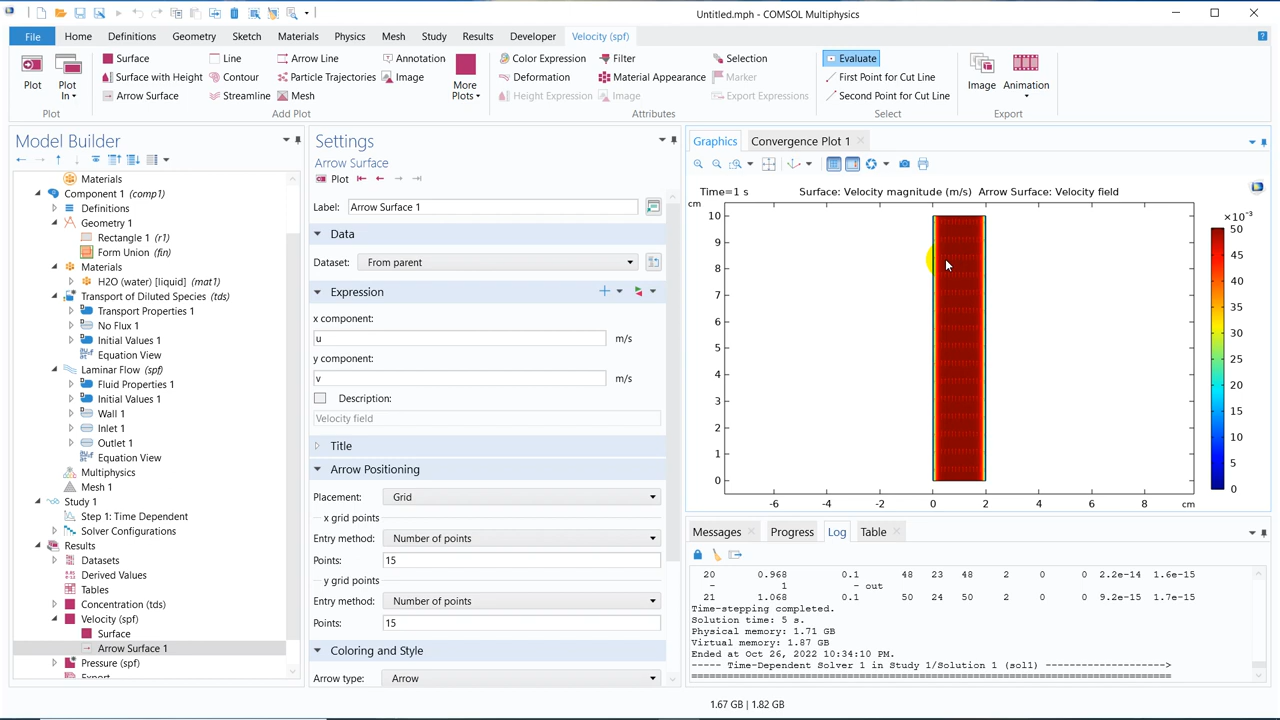 Untitled.mph - COMSOL Multiphysics
File Home Definitions Geometry Sketch Materials Physics Mesh Study Results Developer Velocity (spf)
Plot
Plot In
Surface
Surface with Height
Arrow Surface
Line
Contour
Streamline
Arrow Line
Particle Trajectories
Mesh
Annotation
Image
More Plots
Color Expression
Deformation
Height Expression
Filter
Material Appearance
Image
Selection
Marker
Export Expressions
Evaluate
First Point for Cut Line
Second Point for Cut Line
Image
Animation
Plot
Add Plot
Attributes
Select
Export
Model Builder
Materials
Component 1 (comp1)
Definitions
Geometry 1
Rectangle 1 (r1)
Form Union (fin)
Materials
H2O (water) [liquid] (mat1)
Transport of Diluted Species (tds)
Transport Properties 1
No Flux 1
Initial Values 1
Equation View
Laminar Flow (spf)
Fluid Properties 1
Initial Values 1
Wall 1
Inlet 1
Outlet 1
Equation View
Multiphysics
Mesh 1
Study 1
Step 1: Time Dependent
Solver Configurations
Results
Datasets
Derived Values
Tables
Concentration (tds)
Velocity (spf)
Surface
Arrow Surface 1
Pressure (spf)
Export
Settings
Arrow Surface
Plot
Label: Arrow Surface 1
Data
Dataset: From parent
Expression
x component:
u m/s
y component:
v m/s
Description:
Velocity field
Title
Arrow Positioning
Placement: Grid
x grid points
Entry method: Number of points
Points: 15
y grid points
Entry method: Number of points
Points: 15
Coloring and Style
Arrow type: Arrow
Graphics Convergence Plot 1
Time=1 s Surface: Velocity magnitude (m/s) Arrow Surface: Velocity field
cm
10
9
8
7
6
5
4
3
2
1
0
-6 -4 -2 0 2 4 6 8 cm
×10⁻³
50
45
40
35
30
25
20
15
10
5
0
Messages Progress Log Table
20 0.968 0.1 48 23 48 2 0 0 2.2e-14 1.6e-15
- 1 - out
21 1.068 0.1 50 24 50 2 0 0 9.2e-15 1.7e-15
Time-stepping completed.
Solution time: 5 s.
Physical memory: 1.71 GB
Virtual memory: 1.87 GB
Ended at Oct 26, 2022 10:34:10 PM.
----- Time-Dependent Solver 1 in Study 1/Solution 1 (sol1) -------------------->
1.67 GB | 1.82 GB